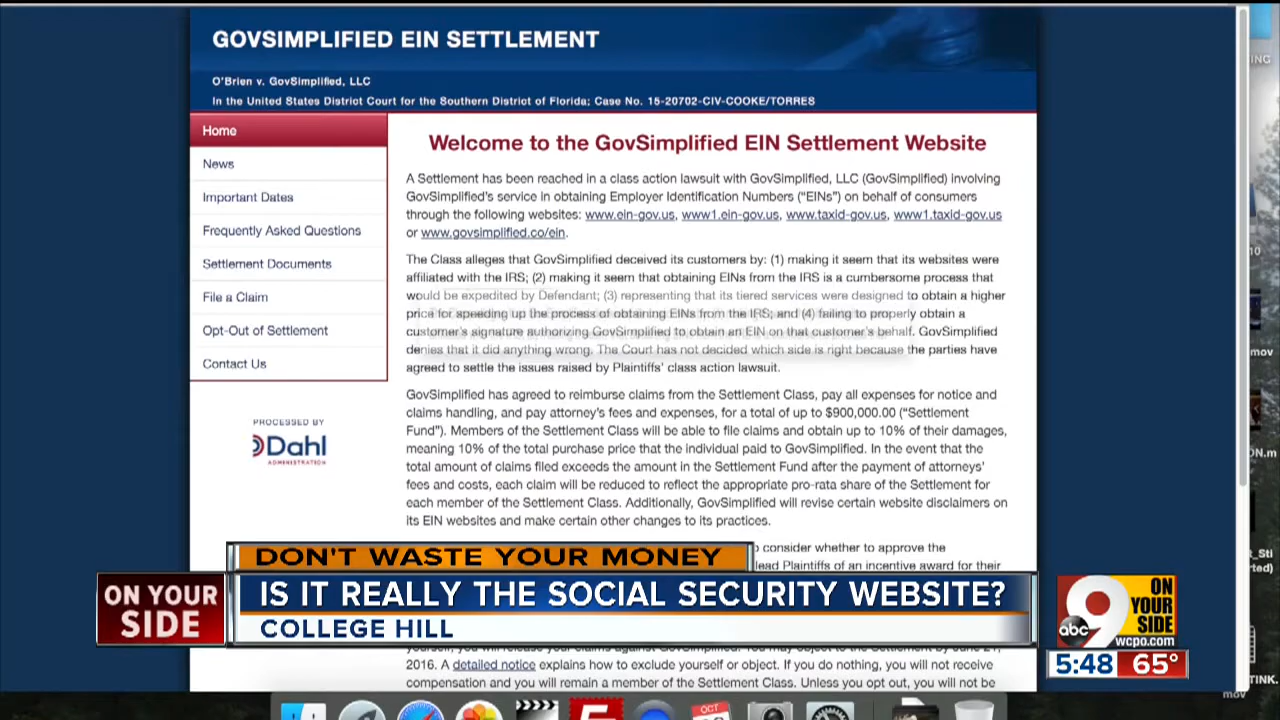 GOVSIMPLIFIED EIN SETTLEMENT
O'Brien v. GovSimplified, LLC
In the United States District Court for the Southern District of Florida; Case No. 15-20702-CIV-COOKE/TORRES
Home
News
Important Dates
Frequently Asked Questions
Settlement Documents
File a Claim
Opt-Out of Settlement
Contact Us
PROCESSED BY
Dahl
ADMINISTRATION
Welcome to the GovSimplified EIN Settlement Website
A Settlement has been reached in a class action lawsuit with GovSimplified, LLC (GovSimplified) involving
GovSimplified's service in obtaining Employer Identification Numbers ("EINs") on behalf of consumers
through the following websites: www.ein-gov.us, www1.ein-gov.us, www.taxid-gov.us, www1.taxid-gov.us
or www.govsimplified.co/ein.
The Class alleges that GovSimplified deceived its customers by: (1) making it seem that its websites were
affiliated with the IRS; (2) making it seem that obtaining EINs from the IRS is a cumbersome process that
would be expedited by Defendant; (3) representing that its tiered services were designed to obtain a higher
price for speeding up the process of obtaining EINs from the IRS; and (4) failing to properly obtain a
customer's signature authorizing GovSimplified to obtain an EIN on that customer's behalf. GovSimplified
denies that it did anything wrong. The Court has not decided which side is right because the parties have
agreed to settle the issues raised by Plaintiffs' class action lawsuit.
GovSimplified has agreed to reimburse claims from the Settlement Class, pay all expenses for notice and
claims handling, and pay attorney's fees and expenses, for a total of up to $900,000.00 ("Settlement
Fund"). Members of the Settlement Class will be able to file claims and obtain up to 10% of their damages,
meaning 10% of the total purchase price that the individual paid to GovSimplified. In the event that the
total amount of claims filed exceeds the amount in the Settlement Fund after the payment of attorneys'
fees and costs, each claim will be reduced to reflect the appropriate pro-rata share of the Settlement for
each member of the Settlement Class. Additionally, GovSimplified will revise certain website disclaimers on
its EIN websites and make certain other changes to its practices.
consider whether to approve the
lead Plaintiffs of an incentive award for their
DON'T WASTE YOUR MONEY
ON YOUR SIDE
IS IT REALLY THE SOCIAL SECURITY WEBSITE?
COLLEGE HILL
9
abc
ON YOUR SIDE
wcpo.com
5:48 65°
2016. A detailed notice explains how to exclude yourself or object. If you do nothing, you will not receive
compensation and you will remain a member of the Settlement Class. Unless you opt out, you will not be
ING
10
mov
ON.m
t_Sti
rted)
TINK.
mov
OCT